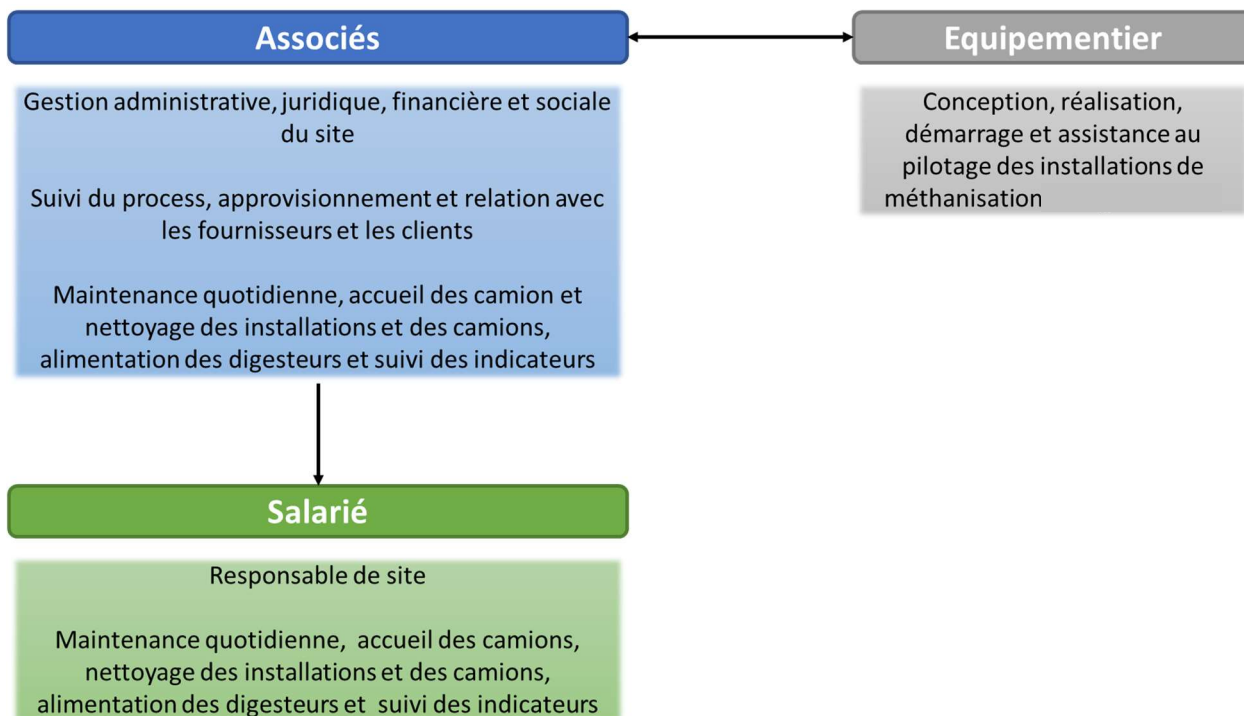 Associés
Equipementier
Gestion administrative, juridique, financière et sociale
du site
Suivi du process, approvisionnement et relation avec
les fournisseurs et les clients
Maintenance quotidienne, accueil des camion et
nettoyage des installations et des camions,
alimentation des digesteurs et suivi des indicateurs
Conception, réalisation,
démarrage et assistance au
pilotage des installations de
méthanisation
Salarié
Responsable de site
Maintenance quotidienne, accueil des camions,
nettoyage des installations et des camions,
alimentation des digesteurs et suivi des indicateurs